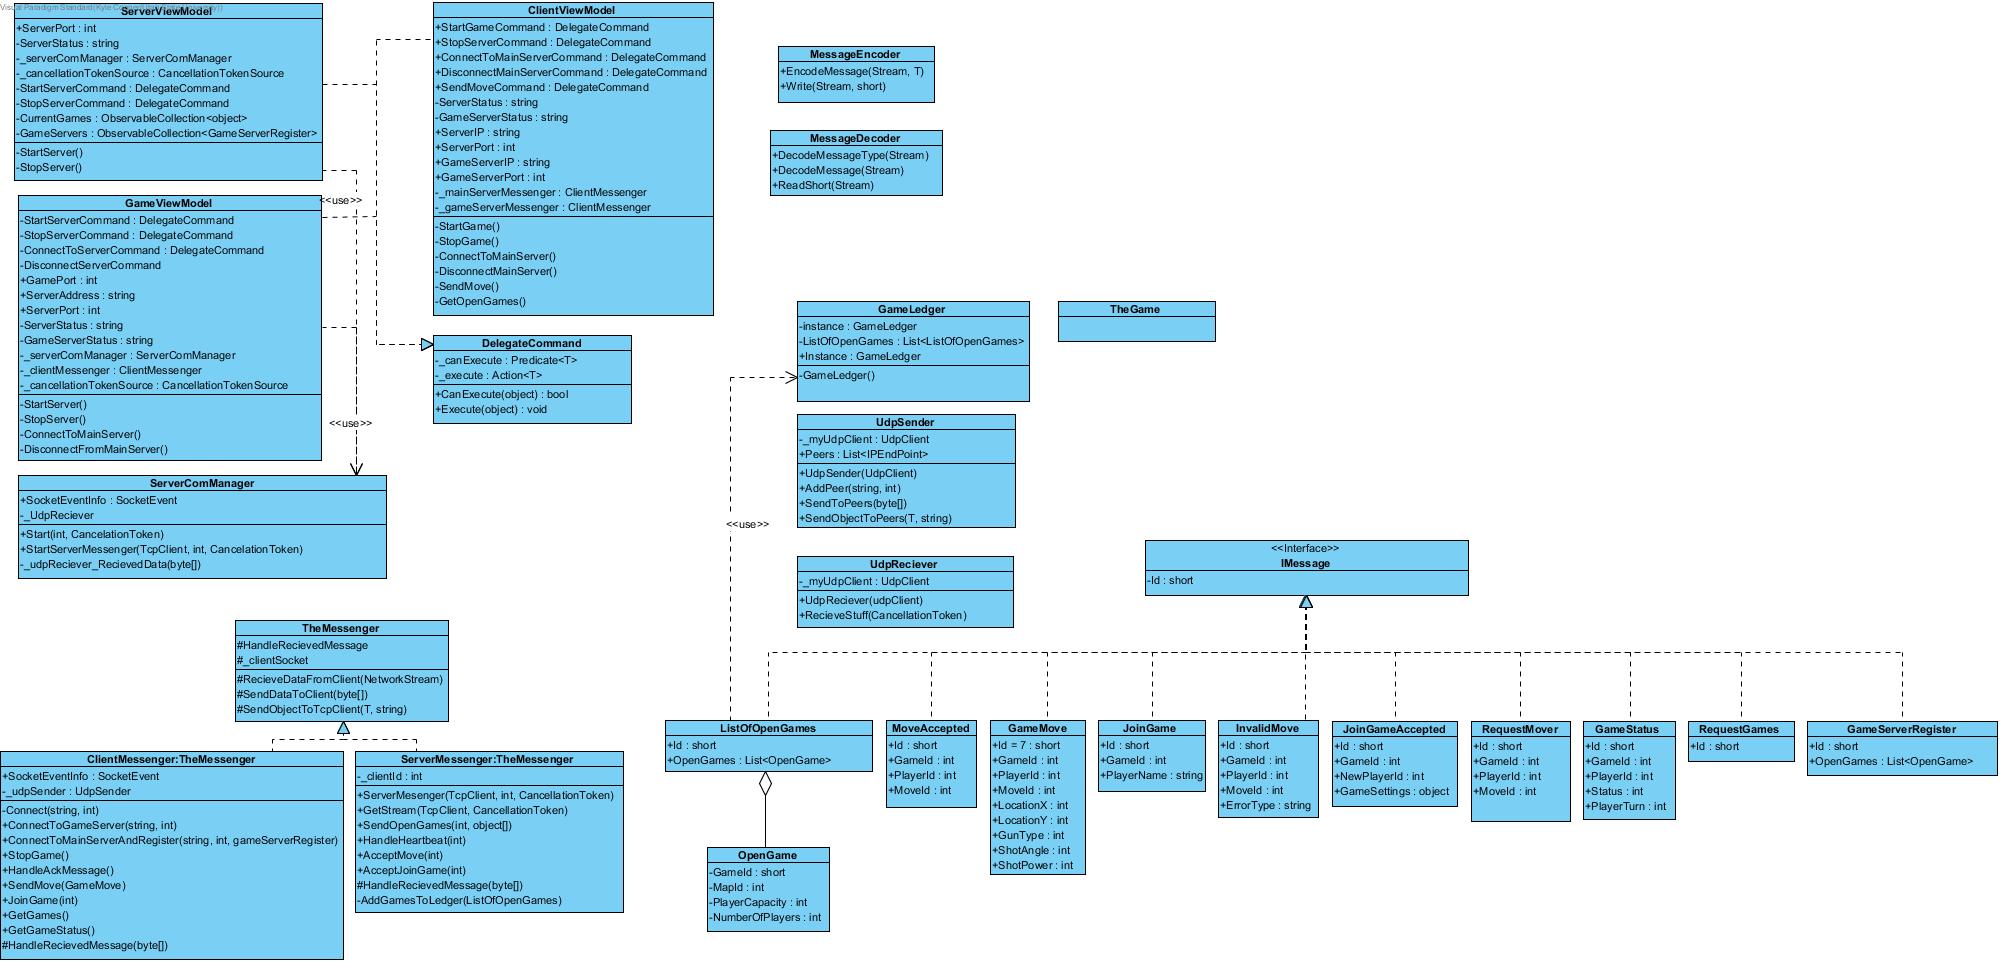 ServerViewModel
+ServerPort : int
-ServerStatus : string
-_serverComManager : ServerComManager
-_cancellationTokenSource : CancellationTokenSource
-StartServerCommand : DelegateCommand
-StopServerCommand : DelegateCommand
-CurrentGames : ObservableCollection<object>
-GameServers : ObservableCollection<GameServerRegister>
-StartServer()
-StopServer()
<<use>>
GameViewModel
-StartServerCommand : DelegateCommand
-StopServerCommand : DelegateCommand
-ConnectToServerCommand : DelegateCommand
-DisconnectServerCommand
+GamePort : int
+ServerAddress : string
+ServerPort : int
-ServerStatus : string
-GameServerStatus : string
-_serverComManager : ServerComManager
-_clientMessenger : ClientMessenger
-_cancellationTokenSource : CancellationTokenSource
-StartServer()
-StopServer()
-ConnectToMainServer()
-DisconnectFromMainServer()
<<use>>
ServerComManager
+SocketEventInfo : SocketEvent
-_UdpReciever
+Start(int, CancelationToken)
+StartServerMessenger(TcpClient, int, CancelationToken)
-_udpReciever_RecievedData(byte[])
ClientViewModel
+StartGameCommand : DelegateCommand
+StopServerCommand : DelegateCommand
+ConnectToMainServerCommand : DelegateCommand
+DisconnectMainServerCommand : DelegateCommand
+SendMoveCommand : DelegateCommand
-ServerStatus : string
-GameServerStatus : string
+ServerIP : string
+ServerPort : int
+GameServerIP : string
+GameServerPort : int
-_mainServerMessenger : ClientMessenger
-_gameServerMessenger : ClientMessenger
-StartGame()
-StopGame()
-ConnectToMainServer()
-DisconnectMainServer()
-SendMove()
-GetOpenGames()
DelegateCommand
-_canExecute : Predicate<T>
-_execute : Action<T>
+CanExecute(object) : bool
+Execute(object) : void
MessageEncoder
+EncodeMessage(Stream, T)
+Write(Stream, short)
MessageDecoder
+DecodeMessageType(Stream)
+DecodeMessage(Stream)
+ReadShort(Stream)
GameLedger
-instance : GameLedger
-ListOfOpenGames : List<ListOfOpenGames>
+Instance : GameLedger
-GameLedger()
TheGame
UdpSender
-_myUdpClient : UdpClient
+Peers : List<IPEndPoint>
+UdpSender(UdpClient)
+AddPeer(string, int)
+SendToPeers(byte[])
+SendObjectToPeers(T, string)
<<use>>
UdpReciever
-_myUdpClient : UdpClient
+UdpReciever(udpClient)
+RecieveStuff(CancellationToken)
<<Interface>>
IMessage
-Id : short
TheMessenger
#HandleRecievedMessage
#_clientSocket
#RecieveDataFromClient(NetworkStream)
#SendDataToClient(byte[])
#SendObjectToTcpClient(T, string)
ClientMessenger:TheMessenger
+SocketEventInfo : SocketEvent
-_udpSender : UdpSender
-Connect(string, int)
+ConnectToGameServer(string, int)
+ConnectToMainServerAndRegister(string, int, gameServerRegister)
+StopGame()
+HandleAckMessage()
+SendMove(GameMove)
+JoinGame(int)
+GetGames()
+GetGameStatus()
#HandleRecievedMessage(byte[])
ServerMessenger:TheMessenger
-_clientId : int
+ServerMesenger(TcpClient, int, CancellationToken)
+GetStream(TcpClient, CancellationToken)
+SendOpenGames(int, object[])
+HandleHeartbeat(int)
+AcceptMove(int)
+AcceptJoinGame(int)
#HandleRecievedMessage(byte[])
-AddGamesToLedger(ListOfOpenGames)
ListOfOpenGames
+Id : short
+OpenGames : List<OpenGame>
OpenGame
-GameId : short
-MapId : int
-PlayerCapacity : int
-NumberOfPlayers : int
MoveAccepted
+Id : short
+GameId : int
+PlayerId : int
+MoveId : int
GameMove
+Id = 7 : short
+GameId : int
+PlayerId : int
+MoveId : int
+LocationX : int
+LocationY : int
+GunType : int
+ShotAngle : int
+ShotPower : int
JoinGame
+Id : short
+GameId : int
+PlayerName : string
InvalidMove
+Id : short
+GameId : int
+PlayerId : int
+MoveId : int
+ErrorType : string
JoinGameAccepted
+Id : short
+GameId : int
+NewPlayerId : int
+GameSettings : object
RequestMover
+Id : short
+GameId : int
+PlayerId : int
+MoveId : int
GameStatus
+Id : short
+GameId : int
+PlayerId : int
+Status : int
+PlayerTurn : int
RequestGames
+Id : short
GameServerRegister
+Id : short
+OpenGames : List<OpenGame>